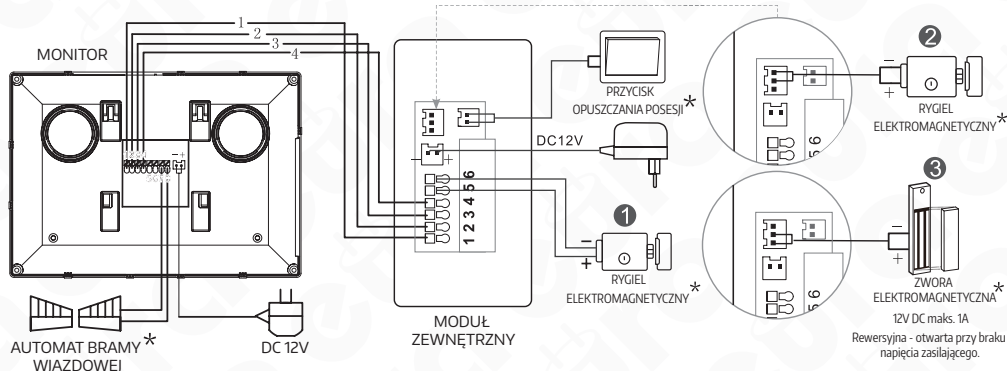 1
2
3
4
MONITOR
- +
AUTOMAT BRAMY *
WJAZDOWEJ
DC 12V
- +
1 2 3 4 5 6
MODUŁ
ZEWNĘTRZNY
PRZYCISK
OPUSZCZANIA POSESJI *
DC12V
1
-
+
RYGIEL
ELEKTROMAGNETYCZNY *
5 6
2
-
+
RYGIEL
ELEKTROMAGNETYCZNY *
5 6
3
-
+
ZWORA
ELEKTROMAGNETYCZNA *
12V DC maks. 1A
Rewersyjna - otwarta przy braku
napięcia zasilającego.